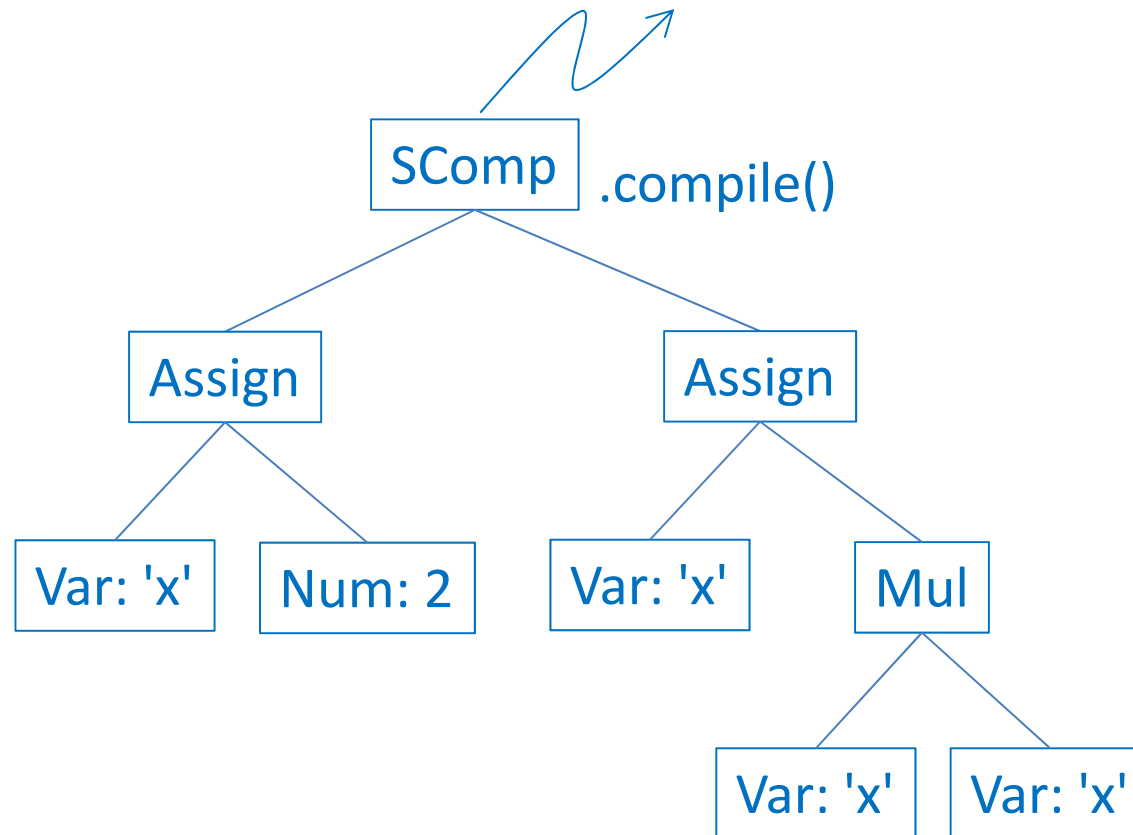 SComp
.compile()
Assign
Assign
Var: 'x'
Num: 2
Var: 'x'
Mul
Var: 'x'
Var: 'x'